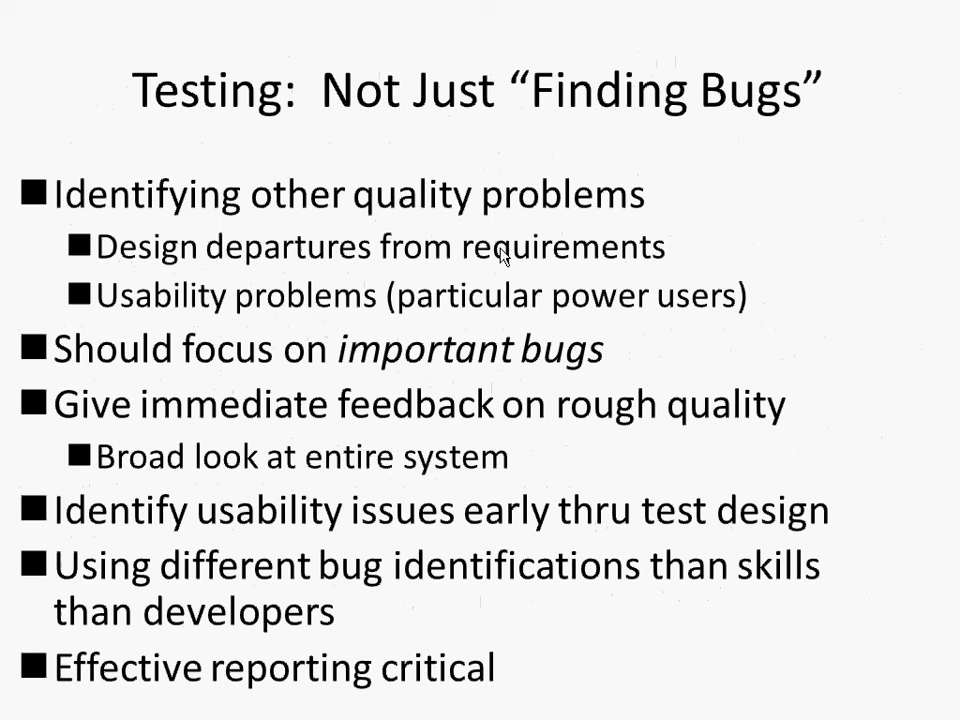 Testing: Not Just “Finding Bugs”
Identifying other quality problems
Design departures from requirements
Usability problems (particular power users)
Should focus on important bugs
Give immediate feedback on rough quality
Broad look at entire system
Identify usability issues early thru test design
Using different bug identifications than skills
than developers
Effective reporting critical